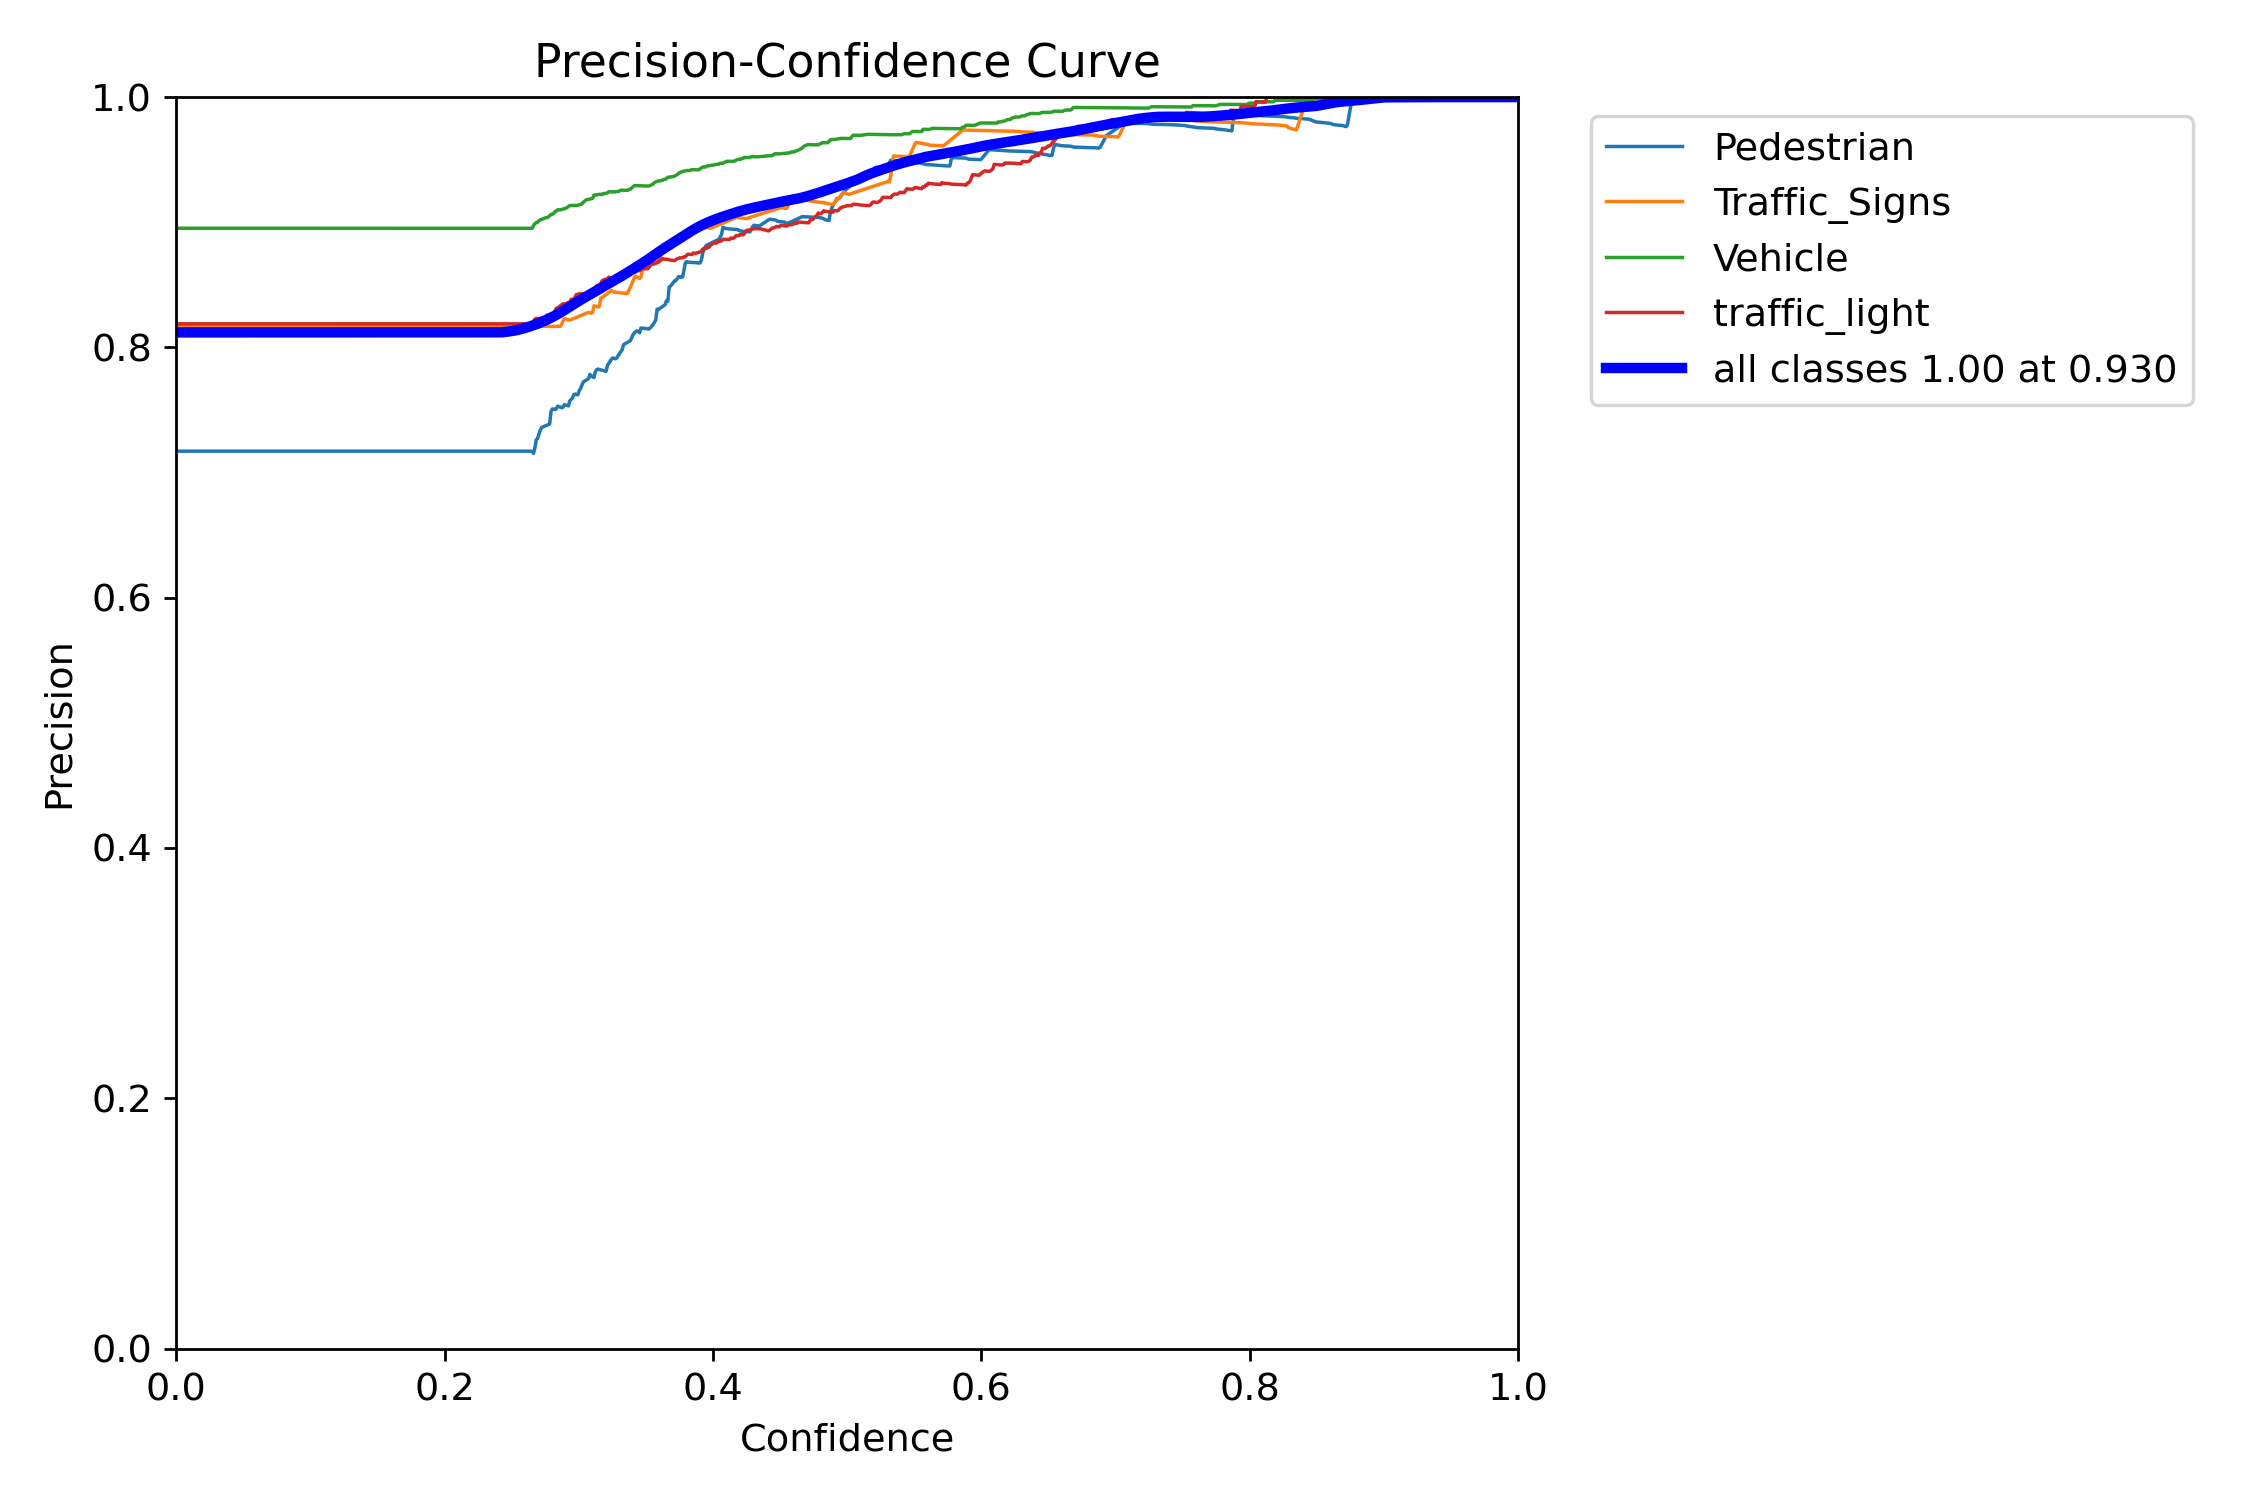 Precision-Confidence Curve
1.0
0.8
0.6
0.4
0.2
0.0
Precision
0.0 0.2 0.4 0.6 0.8 1.0
Confidence
Pedestrian
Traffic_Signs
Vehicle
traffic_light
all classes 1.00 at 0.930